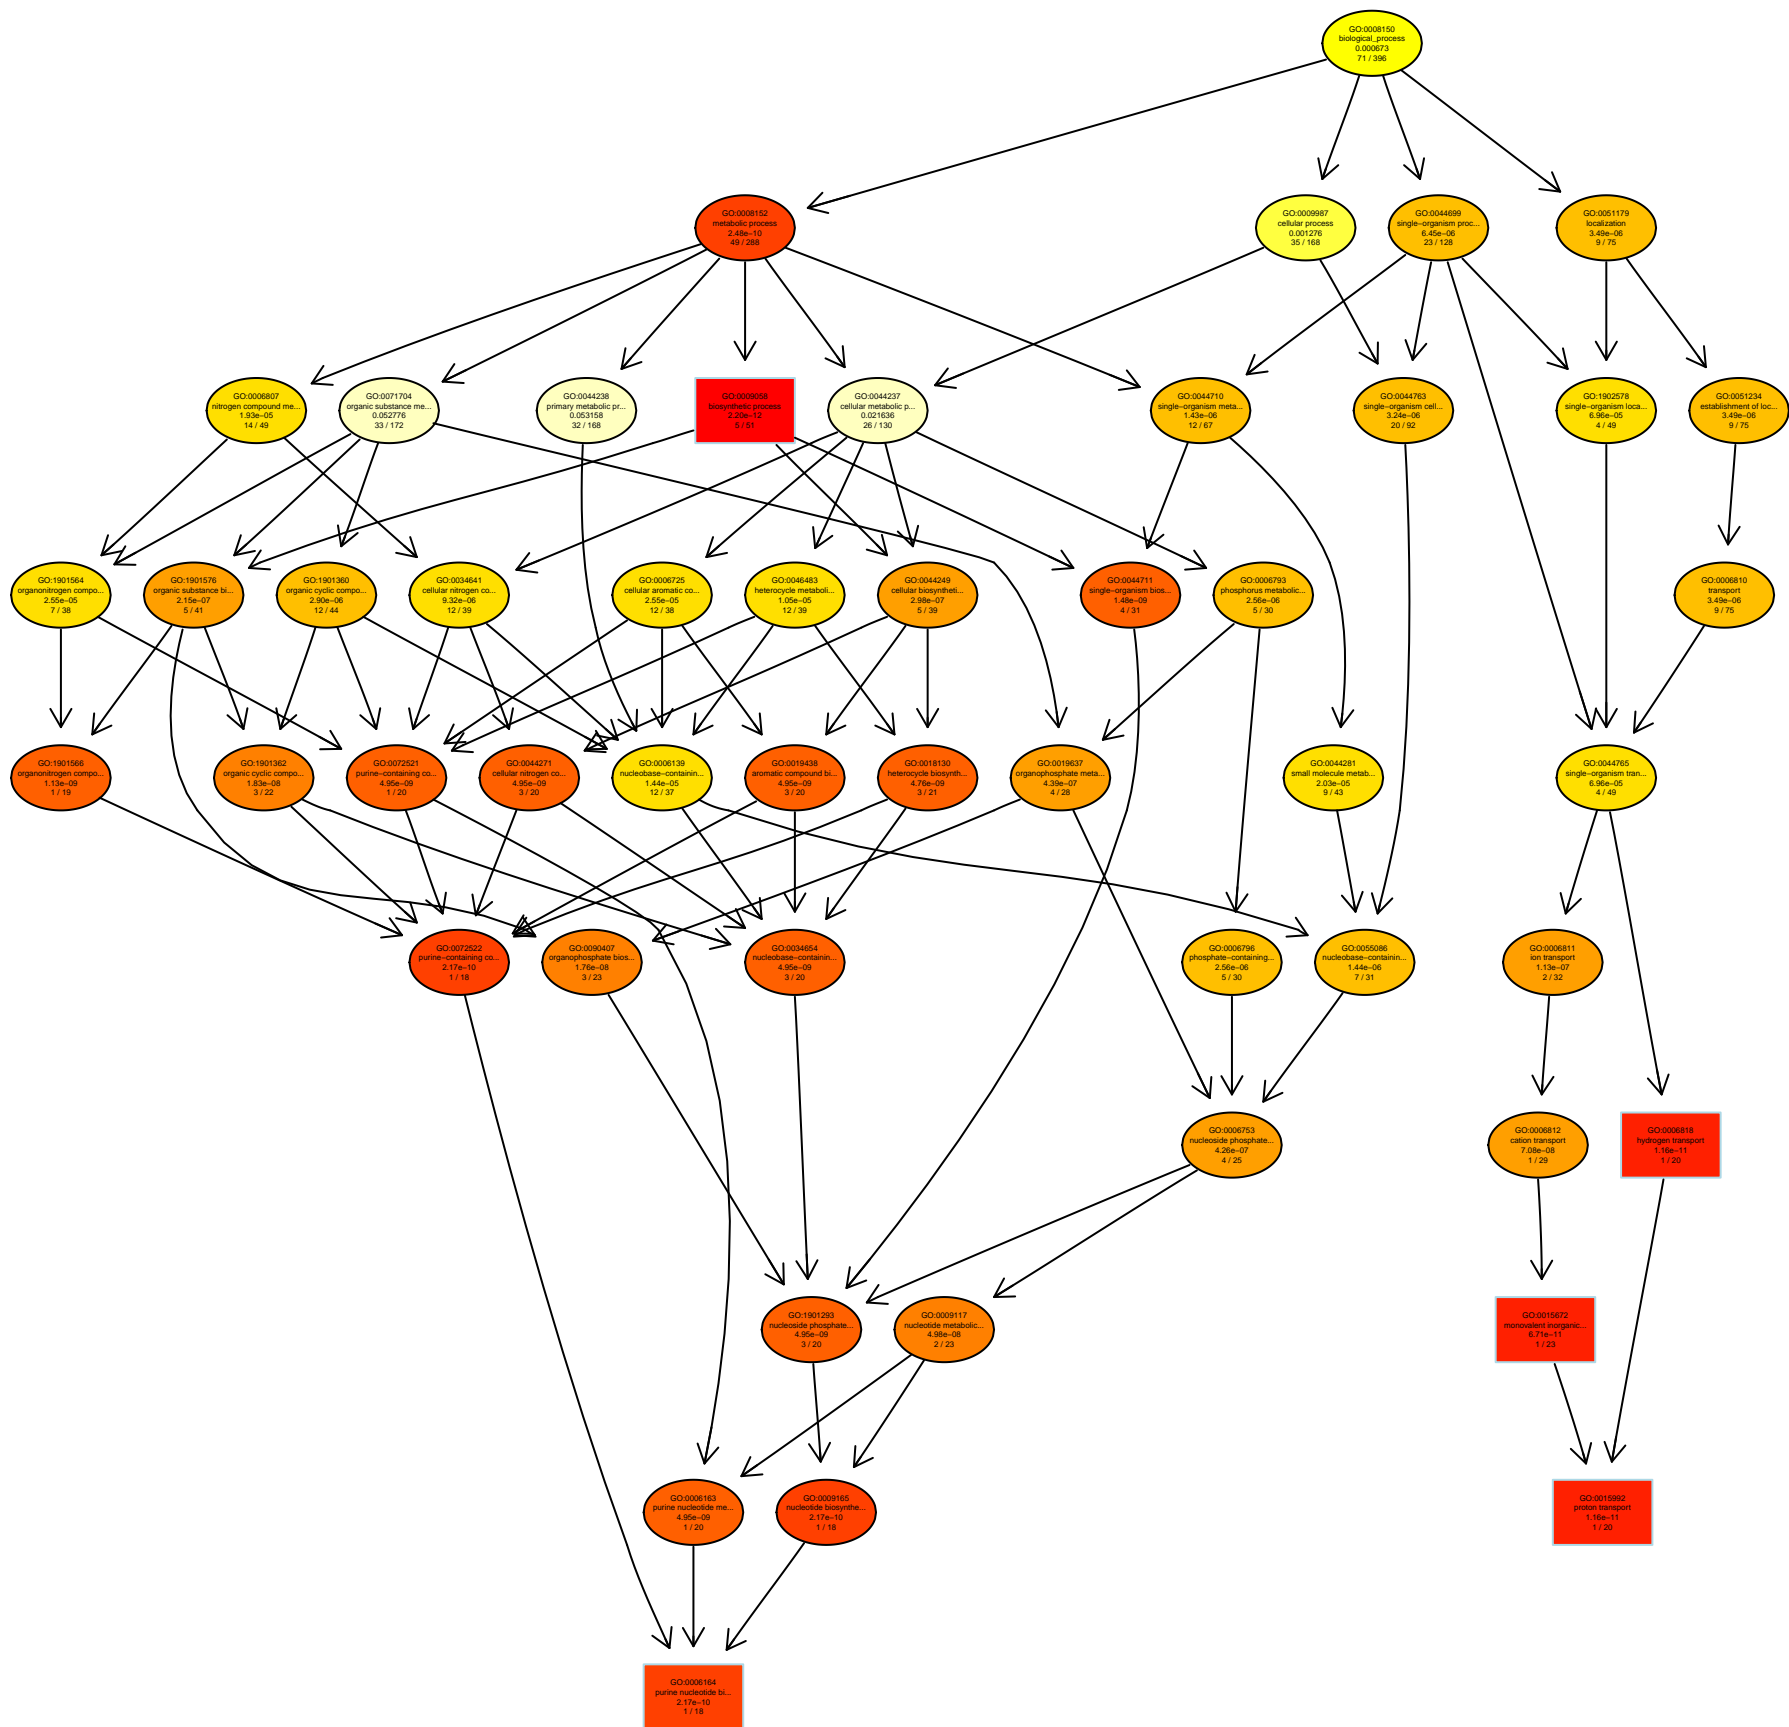 GO:0008150
biological_process
0.000673
71 / 396
GO:0008152
metabolic process
2.48e−10
49 / 288
GO:0009987
cellular process
0.001276
35 / 168
GO:0044699
single−organism proc...
6.45e−06
23 / 128
GO:0051179
localization
3.49e−06
9 / 75
GO:0006807
nitrogen compound me...
1.93e−05
14 / 49
GO:0071704
organic substance me...
0.052776
33 / 172
GO:0044238
primary metabolic pr...
0.053158
32 / 168
GO:0009058
biosynthetic process
2.20e−12
5 / 51
GO:0044237
cellular metabolic p...
0.021636
26 / 130
GO:0044710
single−organism meta...
1.43e−06
12 / 67
GO:0044763
single−organism cell...
3.24e−06
20 / 92
GO:1902578
single−organism loca...
6.96e−05
4 / 49
GO:0051234
establishment of loc...
3.49e−06
9 / 75
GO:1901564
organonitrogen compo...
2.55e−05
7 / 38
GO:1901576
organic substance bi...
2.15e−07
5 / 41
GO:1901360
organic cyclic compo...
2.90e−06
12 / 44
GO:0034641
cellular nitrogen co...
9.32e−06
12 / 39
GO:0006725
cellular aromatic co...
2.55e−05
12 / 38
GO:0046483
heterocycle metaboli...
1.05e−05
12 / 39
GO:0044249
cellular biosyntheti...
2.98e−07
5 / 39
GO:0044711
single−organism bios...
1.48e−09
4 / 31
GO:0006793
phosphorus metabolic...
2.56e−06
5 / 30
GO:0006810
transport
3.49e−06
9 / 75
GO:1901566
organonitrogen compo...
1.13e−09
1 / 19
GO:1901362
organic cyclic compo...
1.83e−08
3 / 22
GO:0072521
purine−containing co...
4.95e−09
1 / 20
GO:0044271
cellular nitrogen co...
4.95e−09
3 / 20
GO:0006139
nucleobase−containin...
1.44e−05
12 / 37
GO:0019438
aromatic compound bi...
4.95e−09
3 / 20
GO:0018130
heterocycle biosynth...
4.76e−09
3 / 21
GO:0019637
organophosphate meta...
4.39e−07
4 / 28
GO:0044281
small molecule metab...
2.03e−05
9 / 43
GO:0044765
single−organism tran...
6.96e−05
4 / 49
GO:0072522
purine−containing co...
2.17e−10
1 / 18
GO:0090407
organophosphate bios...
1.76e−08
3 / 23
GO:0034654
nucleobase−containin...
4.95e−09
3 / 20
GO:0006796
phosphate−containing...
2.56e−06
5 / 30
GO:0055086
nucleobase−containin...
1.44e−06
7 / 31
GO:0006811
ion transport
1.13e−07
2 / 32
GO:0006753
nucleoside phosphate...
4.26e−07
4 / 25
GO:0006812
cation transport
7.08e−08
1 / 29
GO:0006818
hydrogen transport
1.16e−11
1 / 20
GO:1901293
nucleoside phosphate...
4.95e−09
3 / 20
GO:0009117
nucleotide metabolic...
4.98e−08
2 / 23
GO:0015672
monovalent inorganic...
6.71e−11
1 / 23
GO:0006163
purine nucleotide me...
4.95e−09
1 / 20
GO:0009165
nucleotide biosynthe...
2.17e−10
1 / 18
GO:0015992
proton transport
1.16e−11
1 / 20
GO:0006164
purine nucleotide bi...
2.17e−10
1 / 18